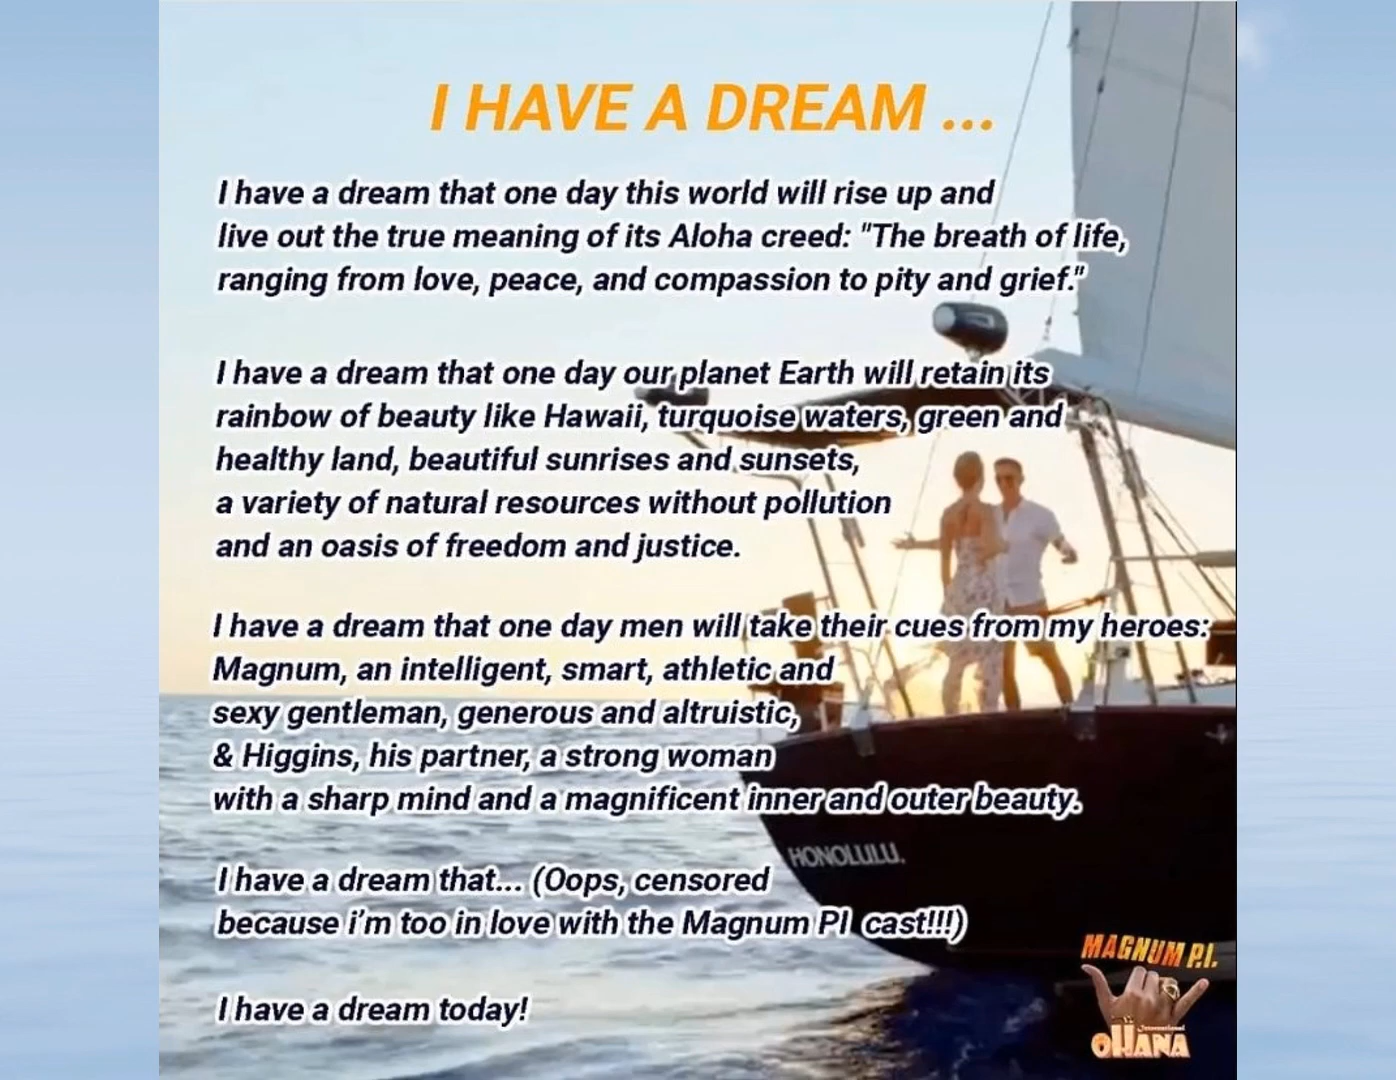 I HAVE A DREAM ...
I have a dream that one day this world will rise up and
live out the true meaning of its Aloha creed: "The breath of life,
ranging from love, peace, and compassion to pity and grief."
I have a dream that one day our planet Earth will retain its
rainbow of beauty like Hawaii, turquoise waters, green and
healthy land, beautiful sunrises and sunsets,
a variety of natural resources without pollution
and an oasis of freedom and justice.
I have a dream that one day men will take their cues from my heroes:
Magnum, an intelligent, smart, athletic and
sexy gentleman, generous and altruistic,
& Higgins, his partner, a strong woman
with a sharp mind and a magnificent inner and outer beauty.
HONOLULU.
I have a dream that... (Oops, censored
because i'm too in love with the Magnum PI cast!!!)
I have a dream today!
MAGNUM P.I.
International
OHANA